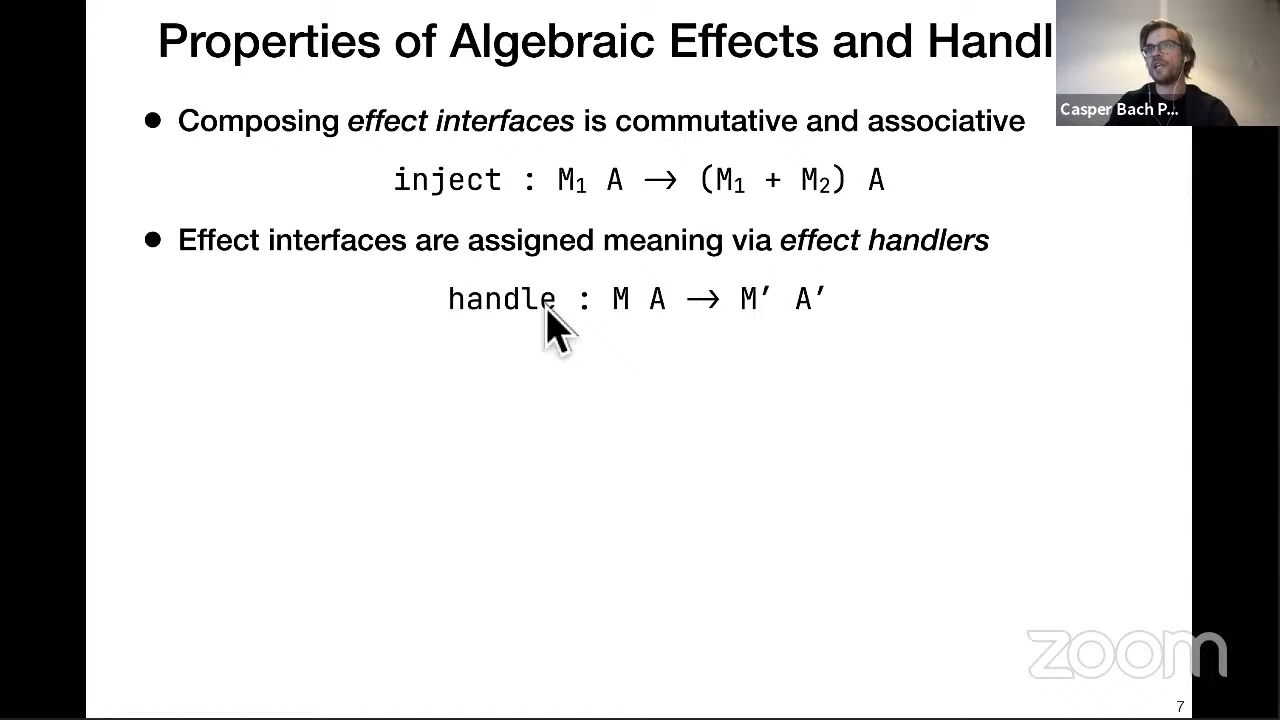 Properties of Algebraic Effects and Handl
Casper Bach P...
• Composing effect interfaces is commutative and associative
inject : M₁ A → (M₁ + M₂) A
• Effect interfaces are assigned meaning via effect handlers
handle : M A → M′ A′
zoom
7